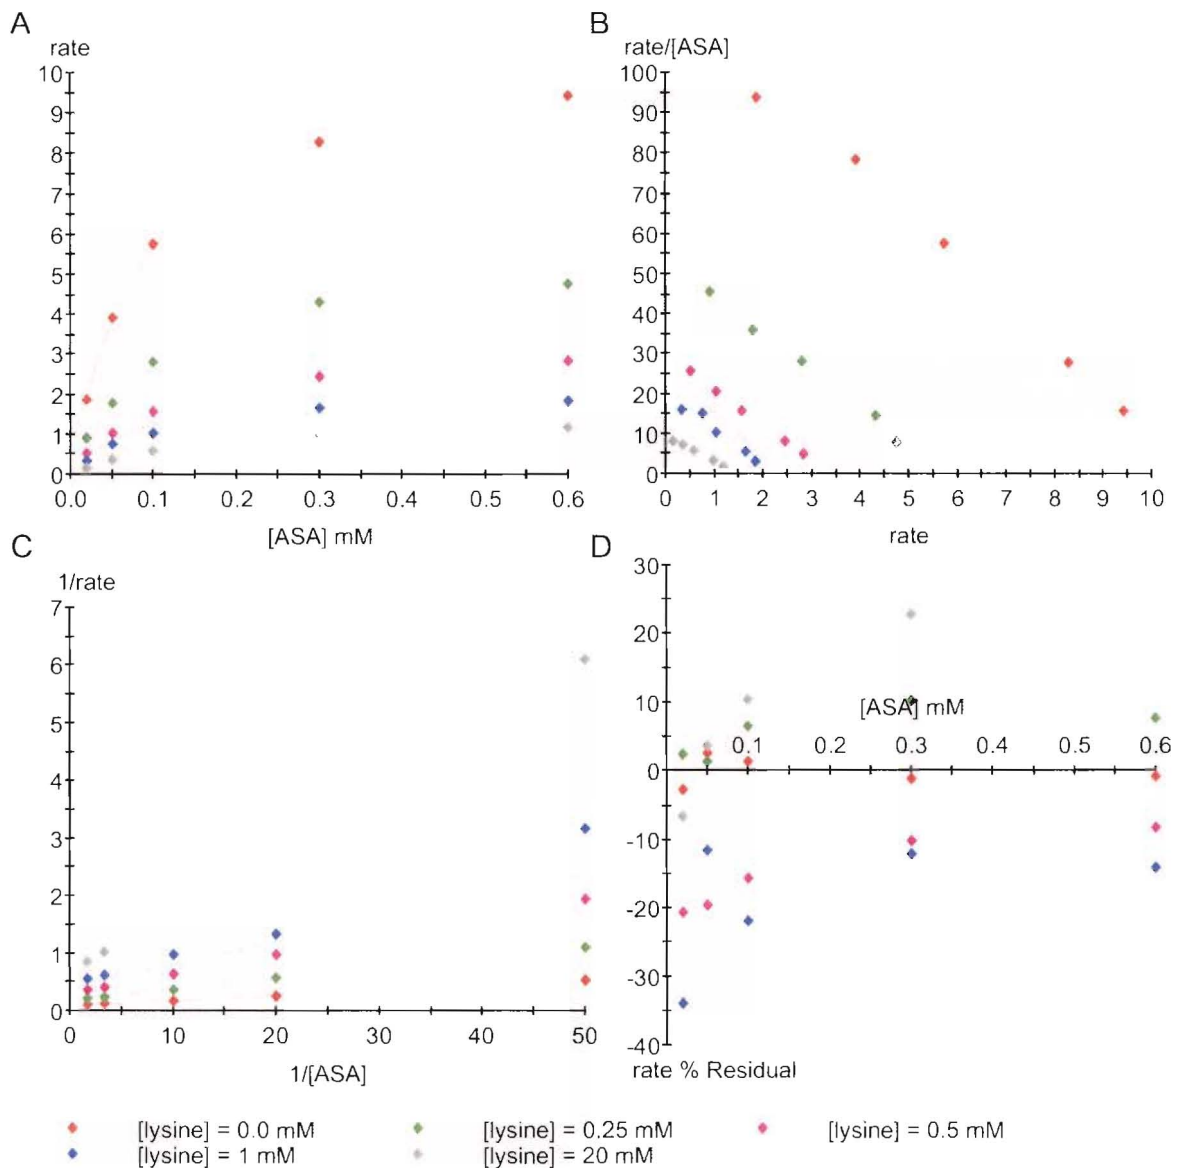 A
rate
10
9
8
7
6
5
4
3
2
1
0
0.0 0.1 0.2 0.3 0.4 0.5 0.6
[ASA] mM
B
rate/[ASA]
100
90
80
70
60
50
40
30
20
10
0
0 1 2 3 4 5 6 7 8 9 10
rate
C
1/rate
7
6
5
4
3
2
1
0
0 10 20 30 40 50
1/[ASA]
D
30
20
10
0
-10
-20
-30
-40
[ASA] mM
0.1 0.2 0.3 0.4 0.5 0.6
rate % Residual
[lysine] = 0.0 mM [lysine] = 0.25 mM [lysine] = 0.5 mM
[lysine] = 1 mM [lysine] = 20 mM